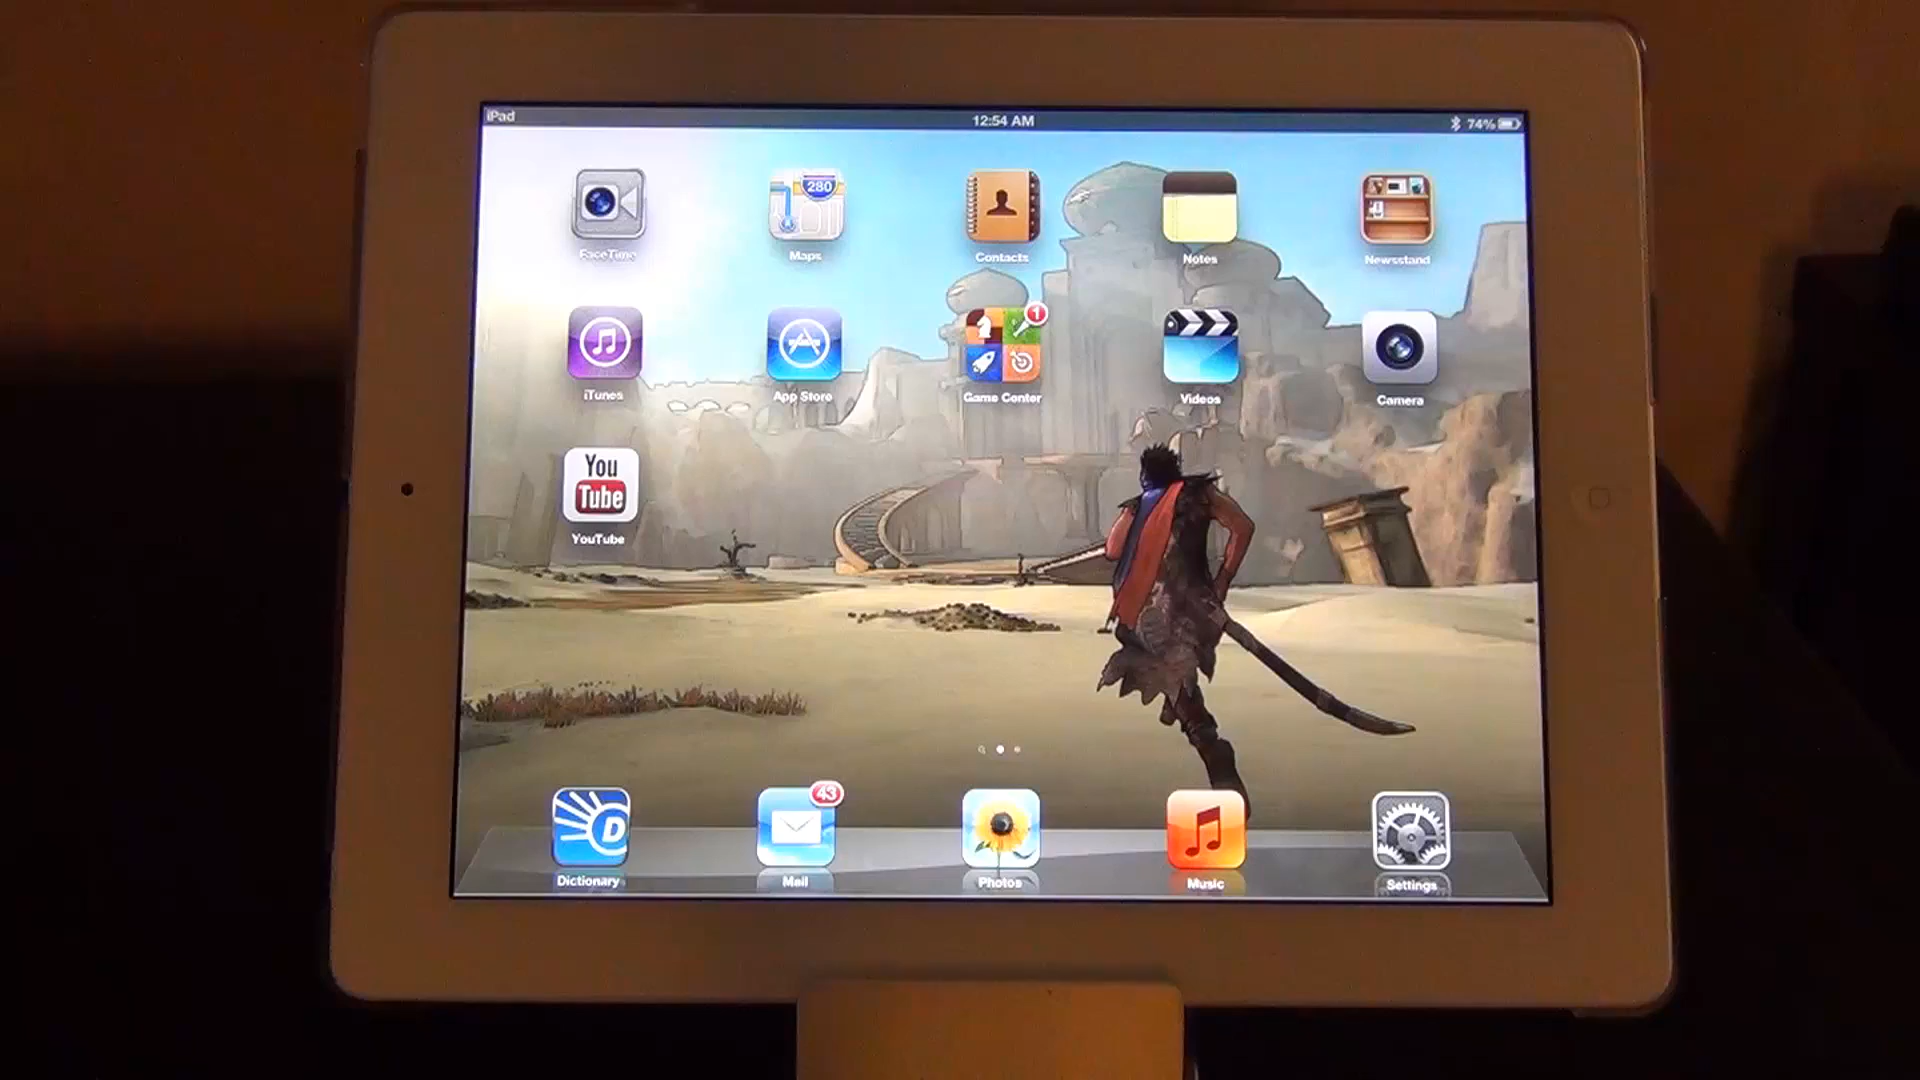 iPad 12:54 AM 74%
280
FaceTime Maps Contacts Notes Newsstand
1
iTunes App Store Game Center Videos Camera
You
Tube
YouTube
43
D
Dictionary Mail Photos Music Settings